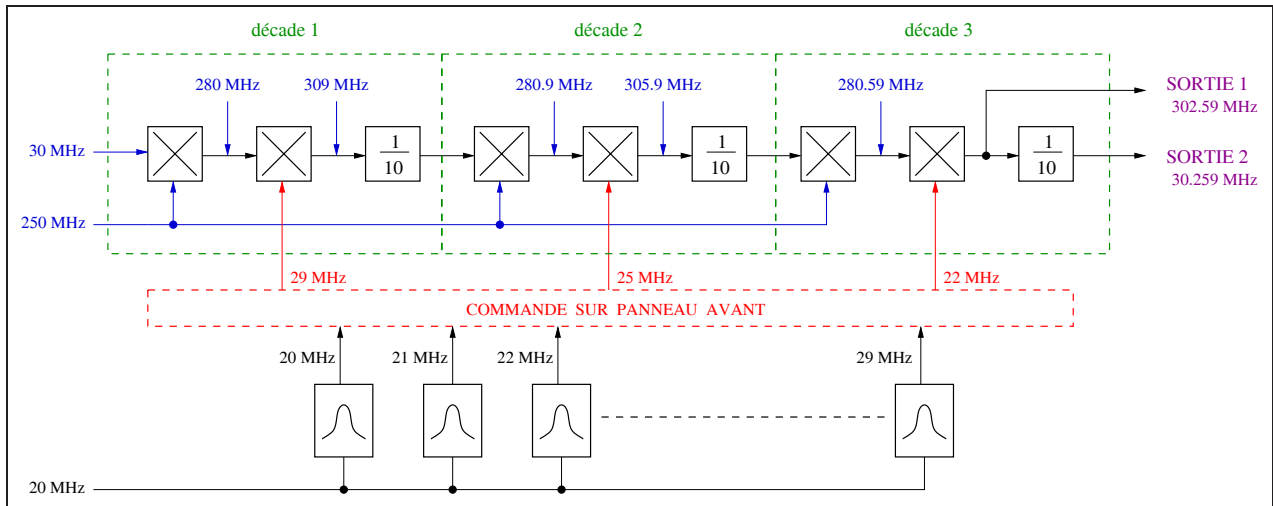 décade 1
décade 2
décade 3
280 MHz
309 MHz
280.9 MHz
305.9 MHz
280.59 MHz
SORTIE 1
302.59 MHz
30 MHz
1
10
1
10
1
10
SORTIE 2
30.259 MHz
250 MHz
29 MHz
25 MHz
22 MHz
COMMANDE SUR PANNEAU AVANT
20 MHz
21 MHz
22 MHz
29 MHz
20 MHz